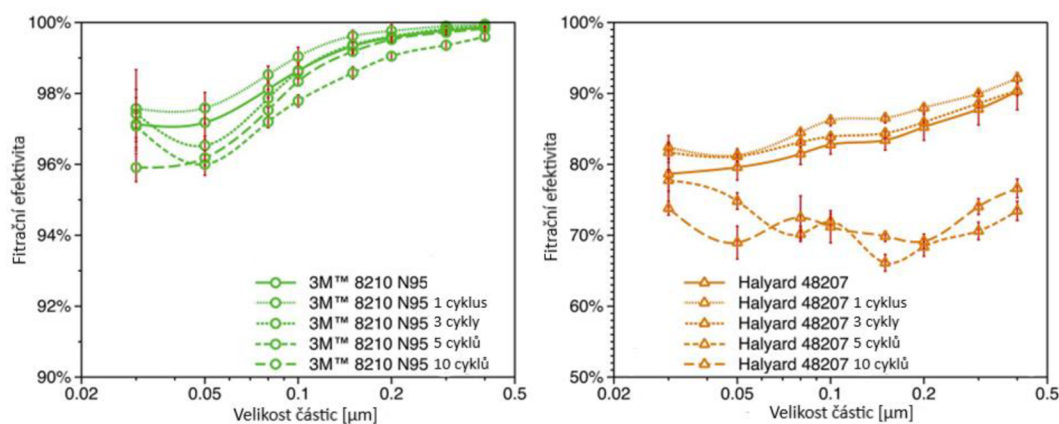 100%
98%
96%
94%
92%
90%
Fitrační efektivita
3M™ 8210 N95
3M™ 8210 N95 1 cyklus
3M™ 8210 N95 3 cykly
3M™ 8210 N95 5 cyklů
3M™ 8210 N95 10 cyklů
0.02 0.05 0.1 0.2 0.5
Velikost částic [µm]
100%
90%
80%
70%
60%
50%
Fitrační efektivita
Halyard 48207
Halyard 48207 1 cyklus
Halyard 48207 3 cykly
Halyard 48207 5 cyklů
Halyard 48207 10 cyklů
0.02 0.05 0.1 0.2 0.5
Velikost částic [µm]